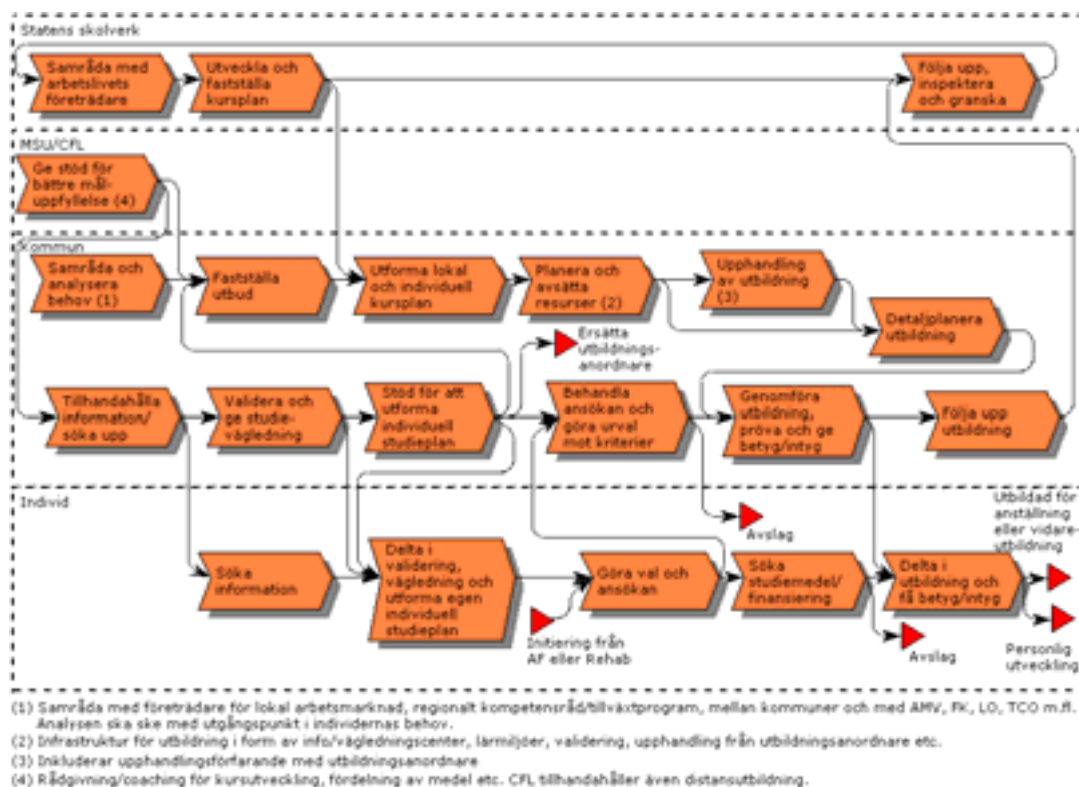 Statens skolverk
Samråda med
arbetslivets
företrädare
Utveckla och
fastställa
kursplan
Följa upp,
inspektera
och granska
MSU/CFL
Ge stöd för
bättre mål-
uppfyllelse (4)
Kommun
Samråda och
analysera
behov (1)
Fastställa
utbud
Utforma lokal
och individuell
kursplan
Planera och
avsätta
resurser (2)
Upphandling
av utbildning
(3)
Detaljplanera
utbildning
Ersätta
utbildnings-
anordnare
Tillhandahålla
information/
söka upp
Validera och
ge studie-
vägledning
Stöd för att
utforma
individuell
studieplan
Behandla
ansökan och
göra urval
mot kriterier
Genomföra
utbildning,
pröva och ge
betyg/intyg
Följa upp
utbildning
Individ
Söka
information
Delta i
validering,
vägledning och
utforma egen
individuell
studieplan
Initiering från
AF eller Rehab
Göra val och
ansökan
Avslag
Söka
studiemedel/
finansiering
Avslag
Delta i
utbildning och
få betyg/intyg
Utbildad för
anställning
eller vidare-
utbildning
Personlig
utveckling
(1) Samråda med företrädare för lokal arbetsmarknad, regionalt kompetensråd/tillväxtprogram, mellan kommuner och med AMV, FK, LO, TCO m.fl.
Analysen ska ske med utgångspunkt i individernas behov.
(2) Infrastruktur för utbildning i form av info/vägledningscenter, lärmiljöer, validering, upphandling från utbildningsanordnare etc.
(3) Inkluderar upphandlingsförfarande med utbildningsanordnare
(4) Rådgivning/coaching för kursutveckling, fördelning av medel etc. CFL tillhandahåller även distansutbildning.